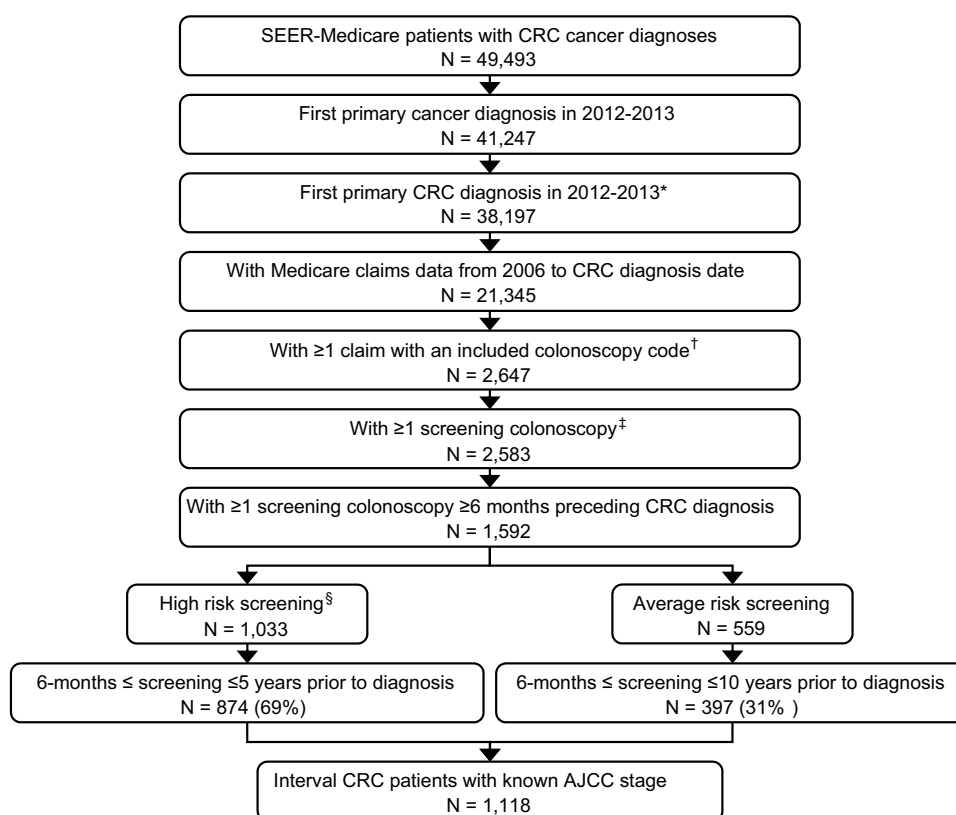 SEER-Medicare patients with CRC cancer diagnoses
N = 49,493
First primary cancer diagnosis in 2012-2013
N = 41,247
First primary CRC diagnosis in 2012-2013*
N = 38,197
With Medicare claims data from 2006 to CRC diagnosis date
N = 21,345
With ≥1 claim with an included colonoscopy code†
N = 2,647
With ≥1 screening colonoscopy‡
N = 2,583
With ≥1 screening colonoscopy ≥6 months preceding CRC diagnosis
N = 1,592
High risk screening§
N = 1,033
Average risk screening
N = 559
6-months ≤ screening ≤5 years prior to diagnosis
N = 874 (69%)
6-months ≤ screening ≤10 years prior to diagnosis
N = 397 (31% )
Interval CRC patients with known AJCC stage
N = 1,118